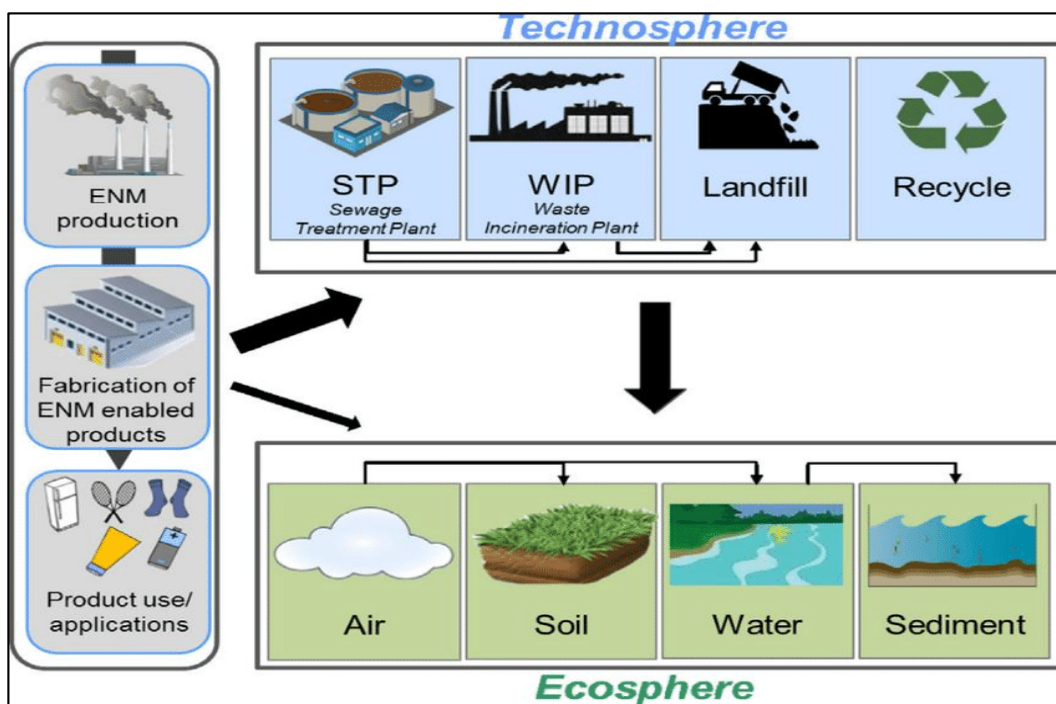 Technosphere
ENM
production
Fabrication of
ENM enabled
products
Product use/
applications
STP
Sewage
Treatment Plant
WIP
Waste
Incineration Plant
Landfill
Recycle
Air
Soil
Water
Sediment
Ecosphere